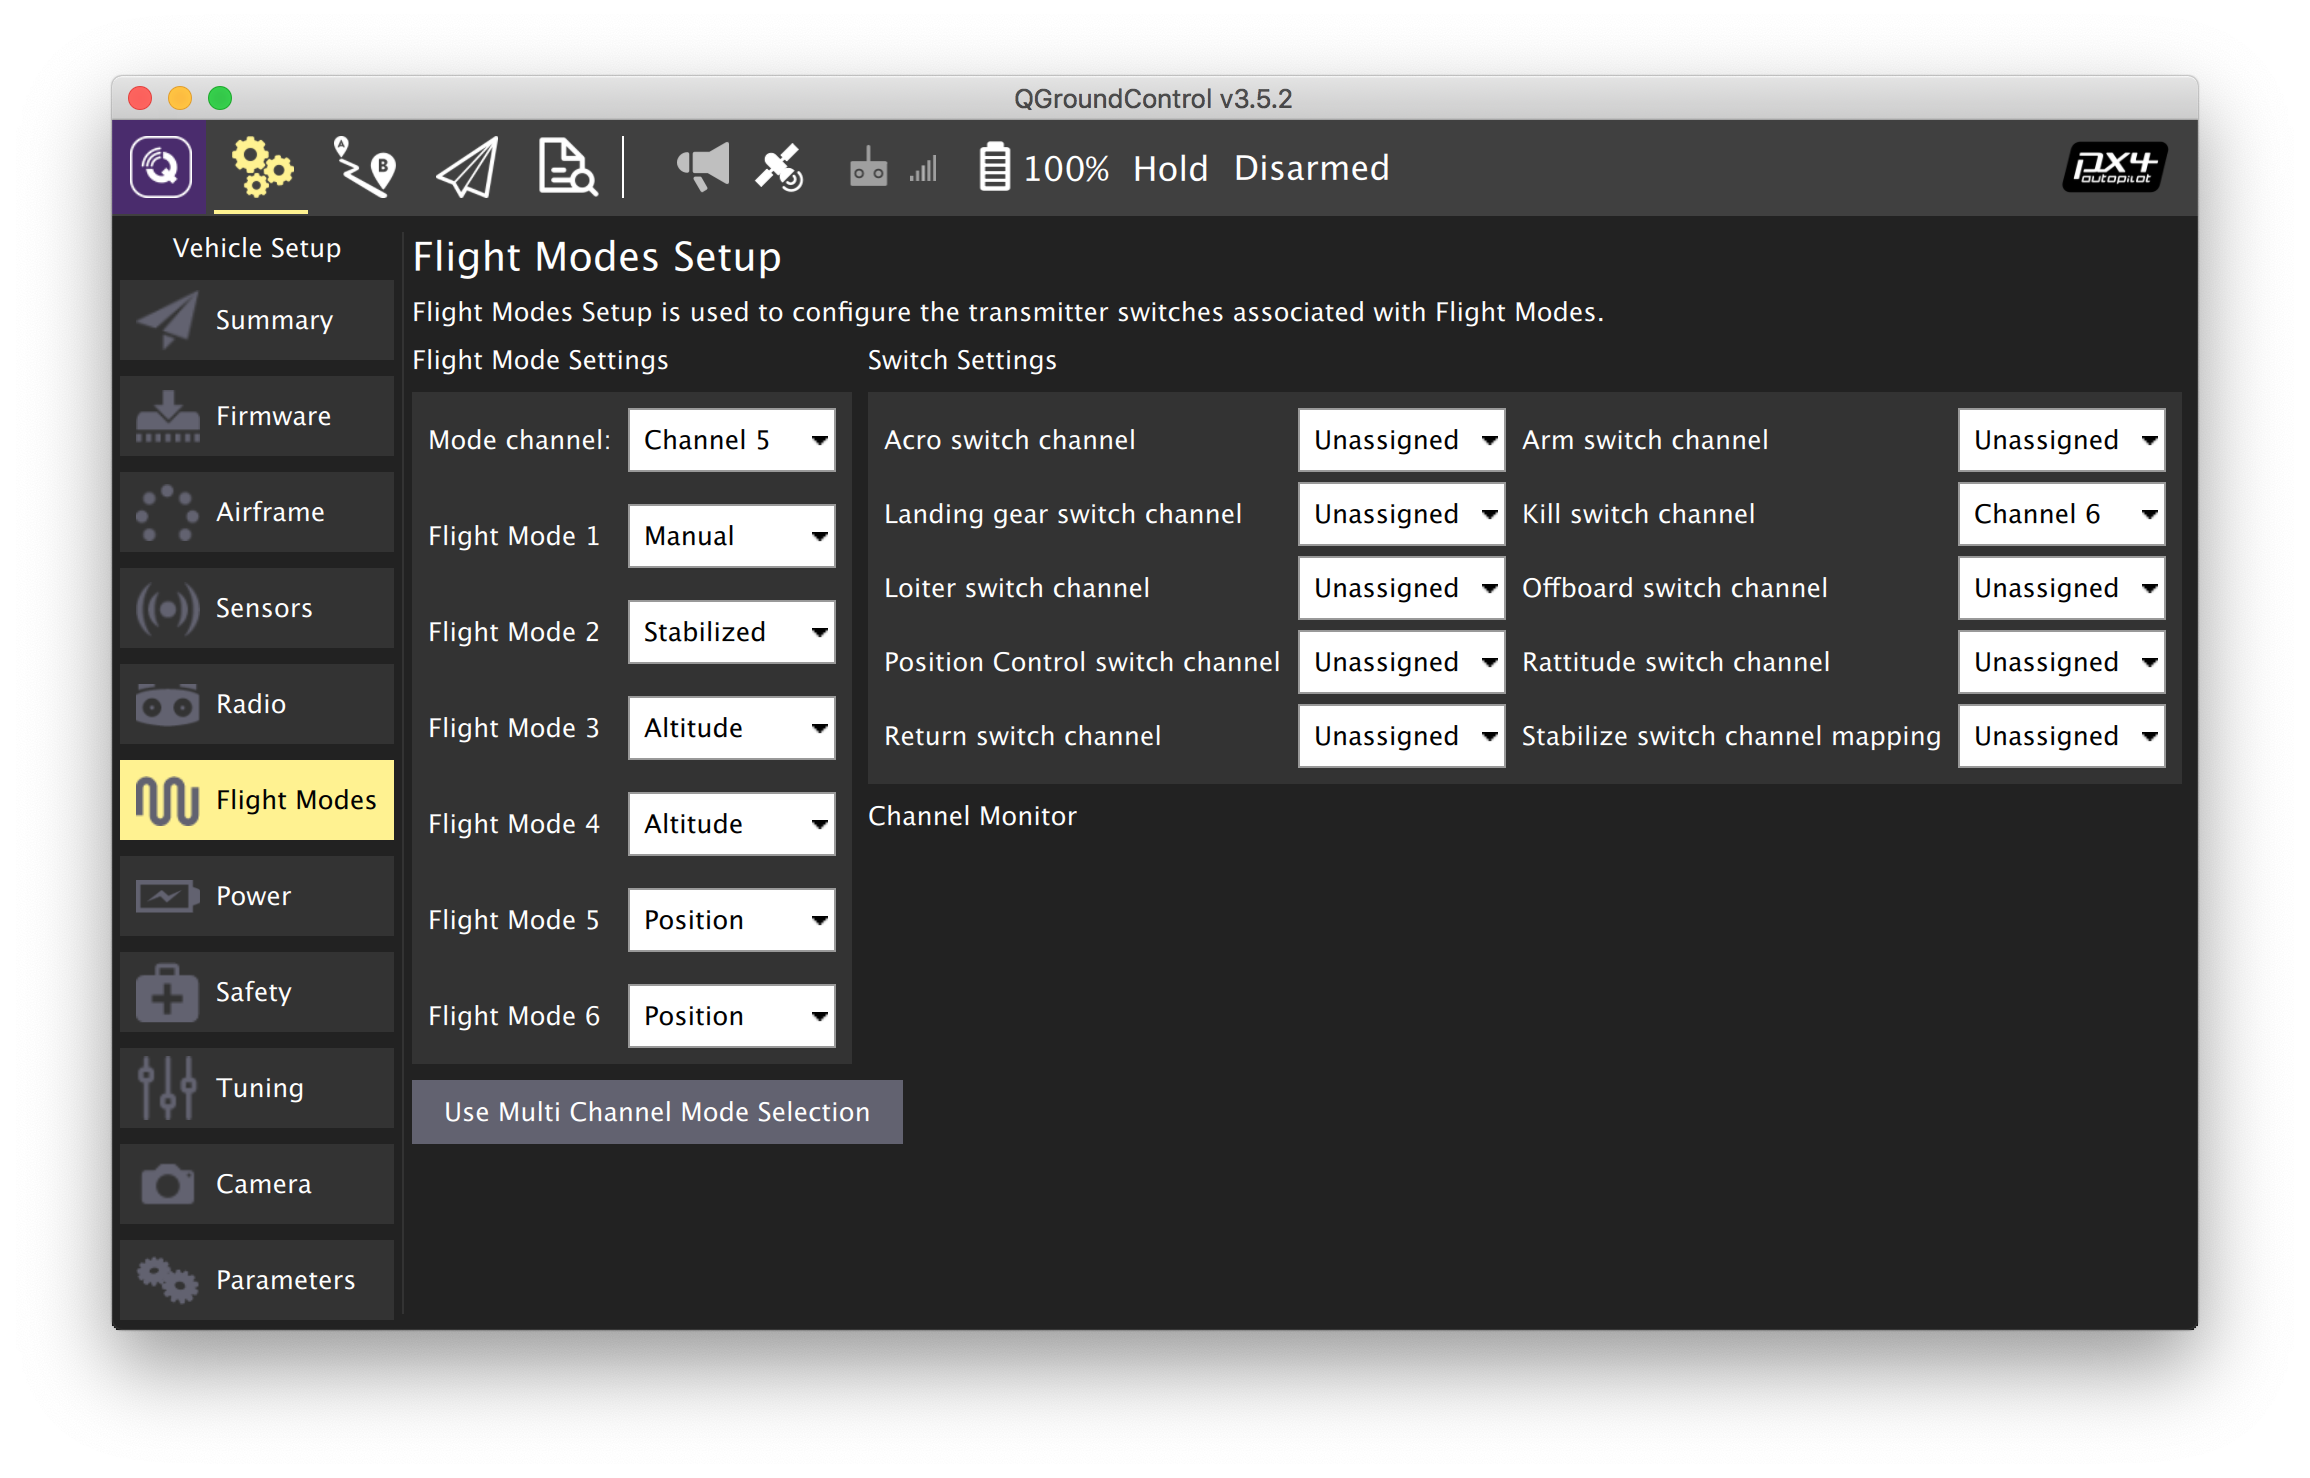 QGroundControl v3.5.2
A
B
100% Hold Disarmed
px4
autopilot
Vehicle Setup
Summary
Firmware
Airframe
Sensors
Radio
Flight Modes
Power
Safety
Tuning
Camera
Parameters
Flight Modes Setup
Flight Modes Setup is used to configure the transmitter switches associated with Flight Modes.
Flight Mode Settings
Mode channel: Channel 5
Flight Mode 1 Manual
Flight Mode 2 Stabilized
Flight Mode 3 Altitude
Flight Mode 4 Altitude
Flight Mode 5 Position
Flight Mode 6 Position
Use Multi Channel Mode Selection
Switch Settings
Acro switch channel Unassigned Arm switch channel Unassigned
Landing gear switch channel Unassigned Kill switch channel Channel 6
Loiter switch channel Unassigned Offboard switch channel Unassigned
Position Control switch channel Unassigned Rattitude switch channel Unassigned
Return switch channel Unassigned Stabilize switch channel mapping Unassigned
Channel Monitor